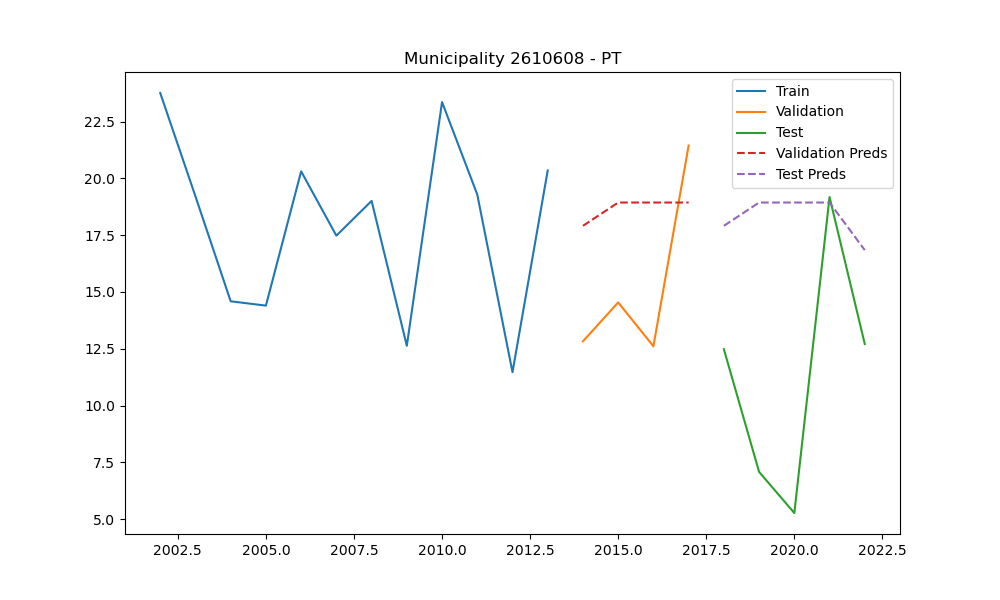 Municipality 2610608 - PT
Train
Validation
Test
Validation Preds
Test Preds
22.5
20.0
17.5
15.0
12.5
10.0
7.5
5.0
2002.5 2005.0 2007.5 2010.0 2012.5 2015.0 2017.5 2020.0 2022.5